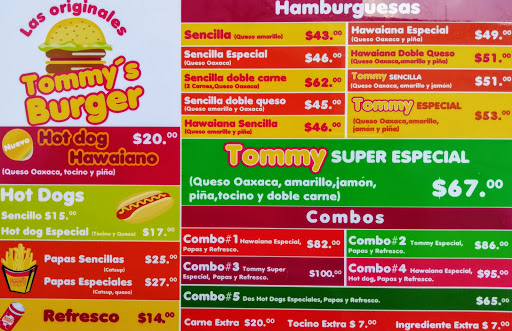 Las originales
Tommy's
Burger
Nuevo
Hot dog $20.00
Hawaiano
(Queso Oaxaca, tocino y piña)
Hot Dogs
Sencillo $15.00
Hot dog Especial (Tocino y Queso) $17.00
Papas Sencillas $25.00
(Catsup)
Papas Especiales $27.00
(Catsup, queso)
Refresco $14.00
Hamburguesas
Sencilla (Queso amarillo) $43.00
Sencilla Especial $46.00
(Queso Oaxaca)
Sencilla doble carne $62.00
(2 Carnes,Queso Oaxaca)
Sencilla doble queso $45.00
(Queso amarillo y Oaxaca)
Hawaiana Sencilla $46.00
(Queso amarillo y piña)
Hawaiana Especial $49.00
(Queso Oaxaca y piña)
Hawaiana Doble Queso $51.00
(Queso Oaxaca,amarillo y piña)
Tommy SENCILLA $51.00
(Queso Oaxaca, amarillo y jamón)
Tommy ESPECIAL $53.00
(Queso Oaxaca,amarillo,
jamón y piña)
Tommy SUPER ESPECIAL
(Queso Oaxaca, amarillo,jamón,
piña,tocino y doble carne) $67.00
Combos
Combo#1 Hawaiana Especial, $82.00
Papas y Refresco.
Combo#2 Tommy Especial, $86.00
Papas y Refresco.
Combo#3 Tommy Super $100.00
Especial, Papas y Refresco.
Combo#4 Hawaiana Especial, $95.00
Hot dog, Papas y Refresco.
Combo#5 Dos Hot Dogs Especiales, Papas y Refresco. $65.00
Carne Extra $20.00 Tocino Extra $ 7.00 Ingrediente Extra $ 7.00